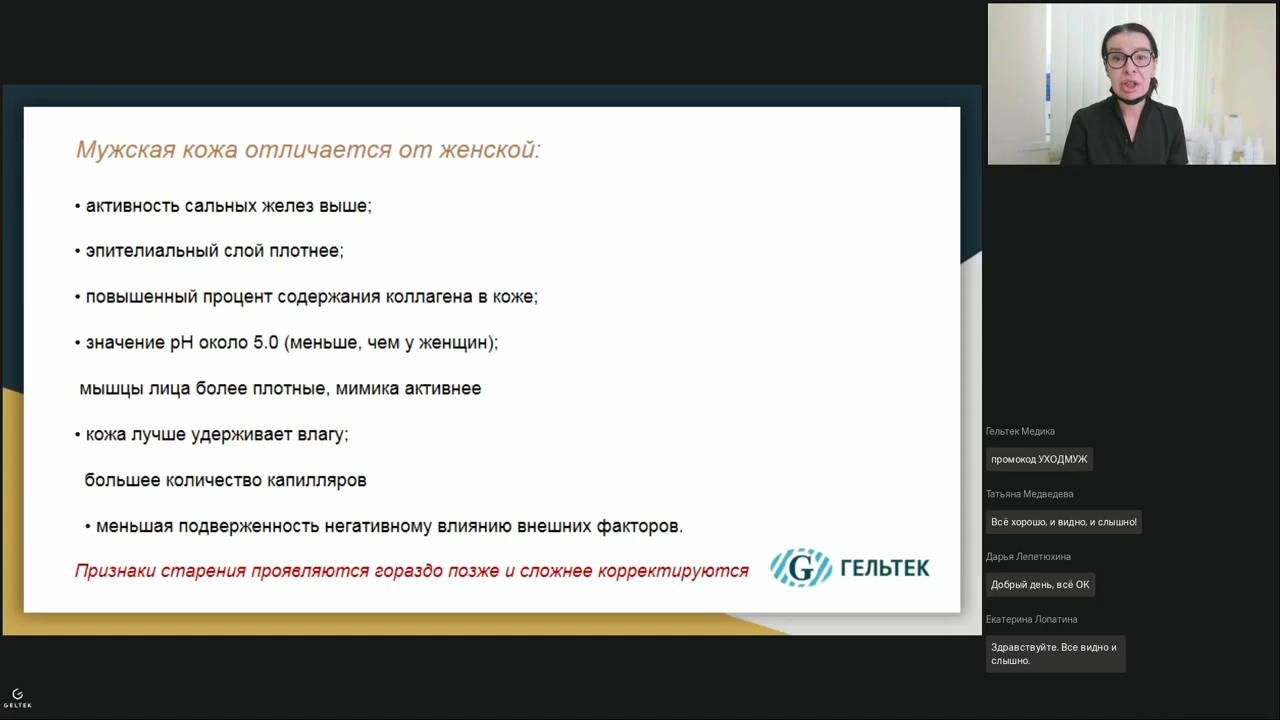 Мужская кожа отличается от женской:
• активность сальных желез выше;
• эпителиальный слой плотнее;
• повышенный процент содержания коллагена в коже;
• значение pH около 5.0 (меньше, чем у женщин);
мышцы лица более плотные, мимика активнее
• кожа лучше удерживает влагу;
большее количество капилляров
• меньшая подверженность негативному влиянию внешних факторов.
Признаки старения проявляются гораздо позже и сложнее корректируются
G ГЕЛЬТЕК
Гельтек Медика
промокод УХОДМУЖ
Татьяна Медведева
Всё хорошо, и видно, и слышно!
Дарья Лепетюхина
Добрый день, всё ОК
Екатерина Лопатина
Здравствуйте. Все видно и
слышно.
G
GELTEK